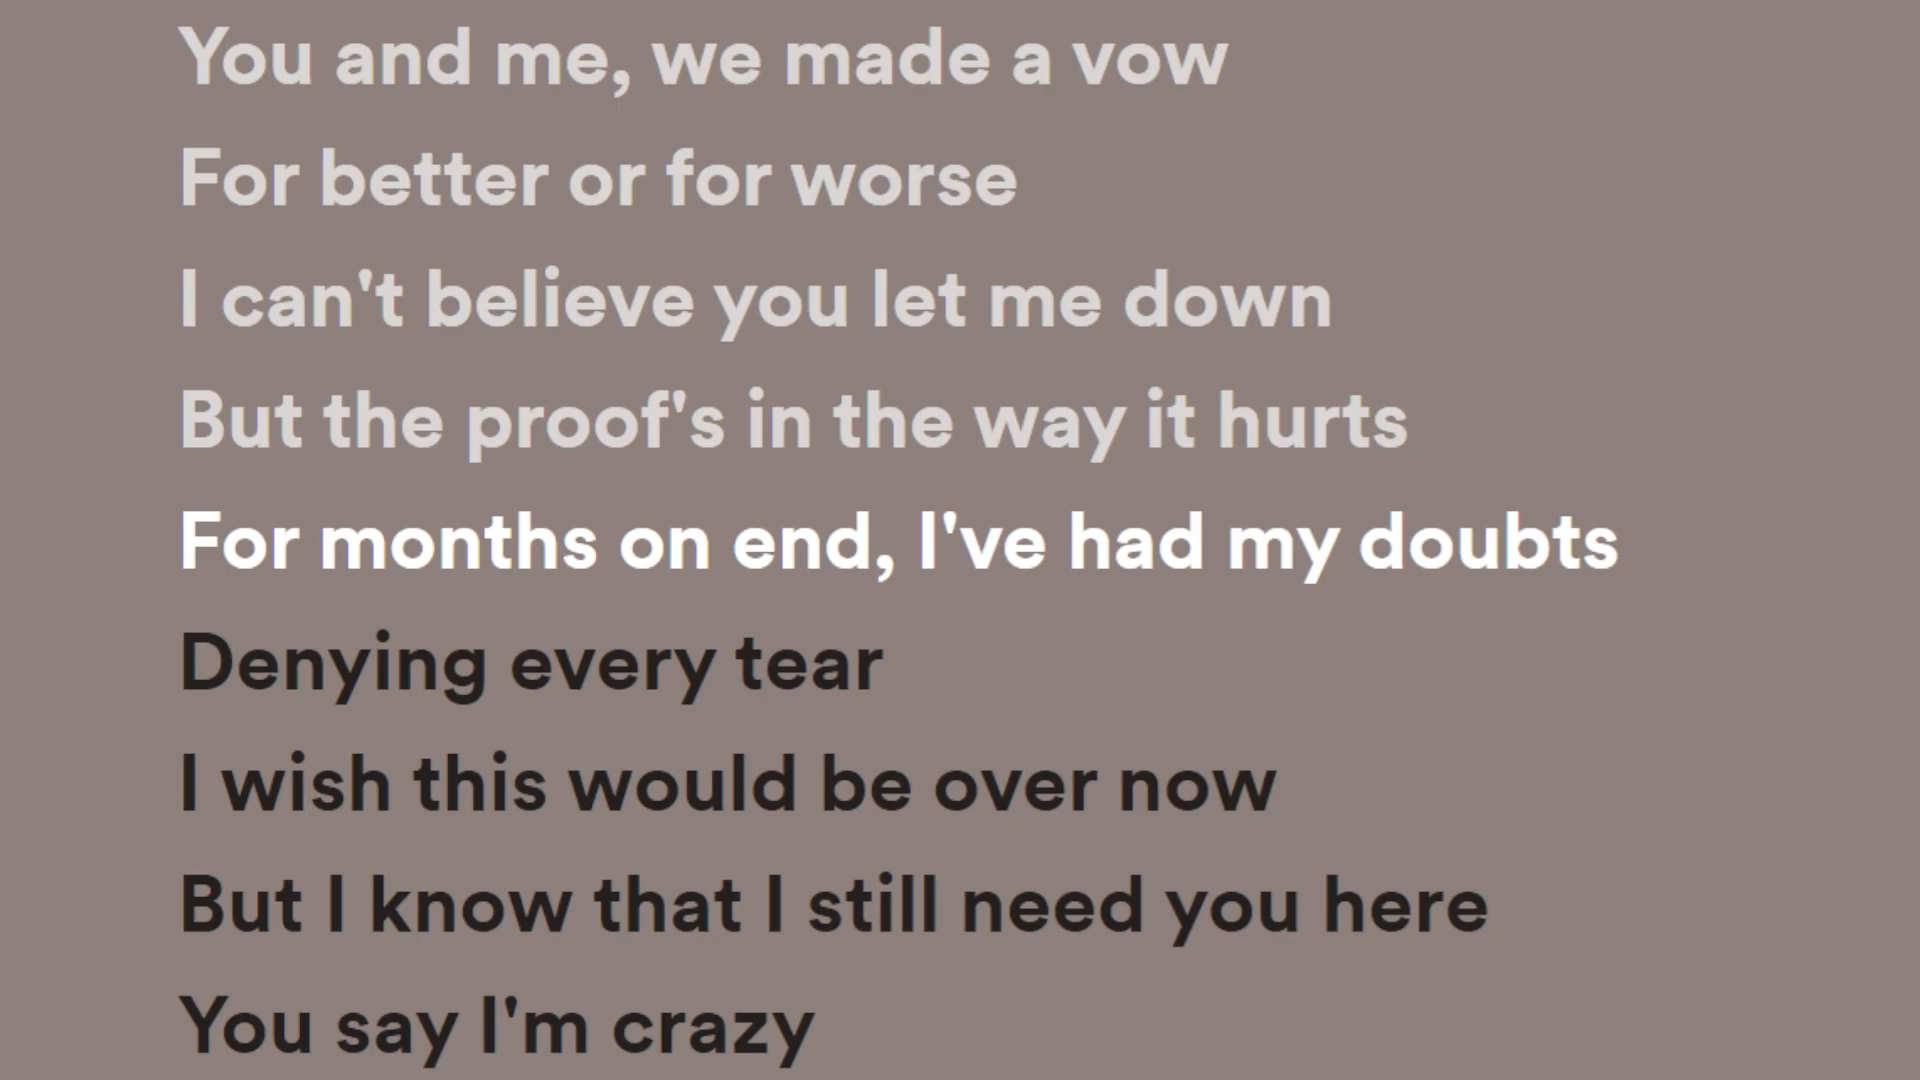 You and me, we made a vow
For better or for worse
I can't believe you let me down
But the proof's in the way it hurts
For months on end, I've had my doubts
Denying every tear
I wish this would be over now
But I know that I still need you here
You say I'm crazy